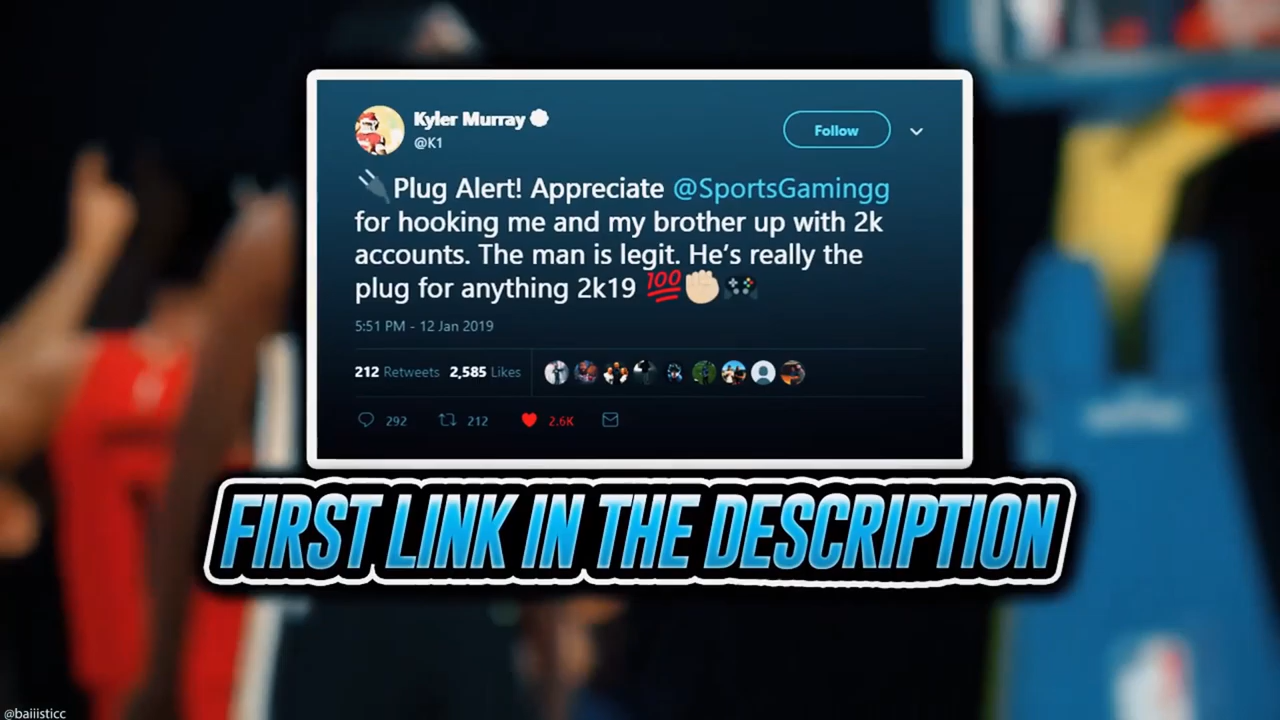 Kyler Murray
@K1
Follow
Plug Alert! Appreciate @SportsGamingg
for hooking me and my brother up with 2k
accounts. The man is legit. He’s really the
plug for anything 2k19 💯✊🏼🎮
5:51 PM - 12 Jan 2019
212 Retweets 2,585 Likes
292 212 2.6K
FIRST LINK IN THE DESCRIPTION
@baiiisticc